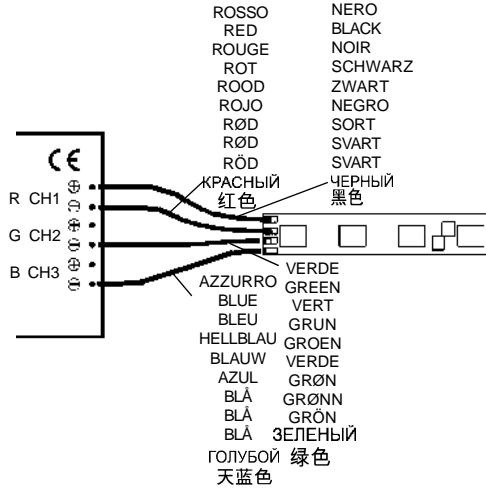 ROSSO
RED
ROUGE
ROT
ROOD
ROJO
RØD
RØD
RÖD
КРАСНЫЙ
红色
NERO
BLACK
NOIR
SCHWARZ
ZWART
NEGRO
SORT
SVART
SVART
ЧЕРНЫЙ
黑色
CE
R CH1
G CH2
B CH3
AZZURRO
BLUE
BLEU
HELLBLAU
BLAUW
AZUL
BLÅ
BLÅ
BLÅ
ГОЛУБОЙ
天蓝色
VERDE
GREEN
VERT
GRUN
GROEN
VERDE
GRØN
GRØNN
GRÖN
ЗЕЛЕНЫЙ
绿色